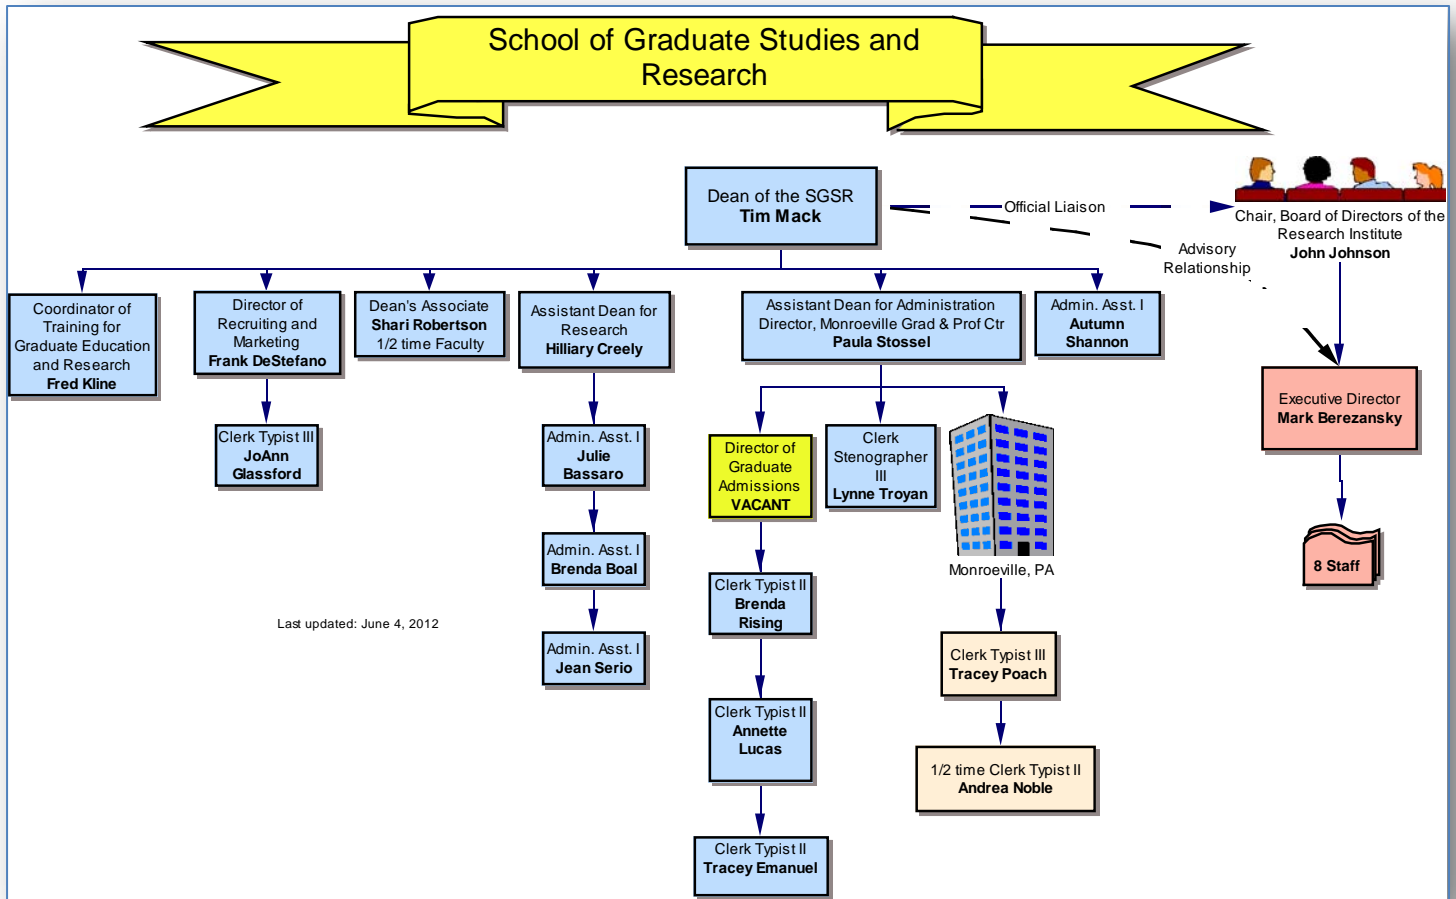 School of Graduate Studies and
Research
Dean of the SGSR
Tim Mack
Official Liaison
Advisory
Relationship
Chair, Board of Directors of the
Research Institute
John Johnson
Coordinator of
Training for
Graduate Education
and Research
Fred Kline
Director of
Recruiting and
Marketing
Frank DeStefano
Dean's Associate
Shari Robertson
1/2 time Faculty
Assistant Dean for
Research
Hilliary Creely
Assistant Dean for Administration
Director, Monroeville Grad & Prof Ctr
Paula Stossel
Admin. Asst. I
Autumn
Shannon
Executive Director
Mark Berezansky
Clerk Typist III
JoAnn
Glassford
Admin. Asst. I
Julie
Bassaro
Director of
Graduate
Admissions
VACANT
Clerk
Stenographer
III
Lynne Troyan
Monroeville, PA
8 Staff
Admin. Asst. I
Brenda Boal
Clerk Typist II
Brenda
Rising
Last updated: June 4, 2012
Admin. Asst. I
Jean Serio
Clerk Typist III
Tracey Poach
Clerk Typist II
Annette
Lucas
1/2 time Clerk Typist II
Andrea Noble
Clerk Typist II
Tracey Emanuel